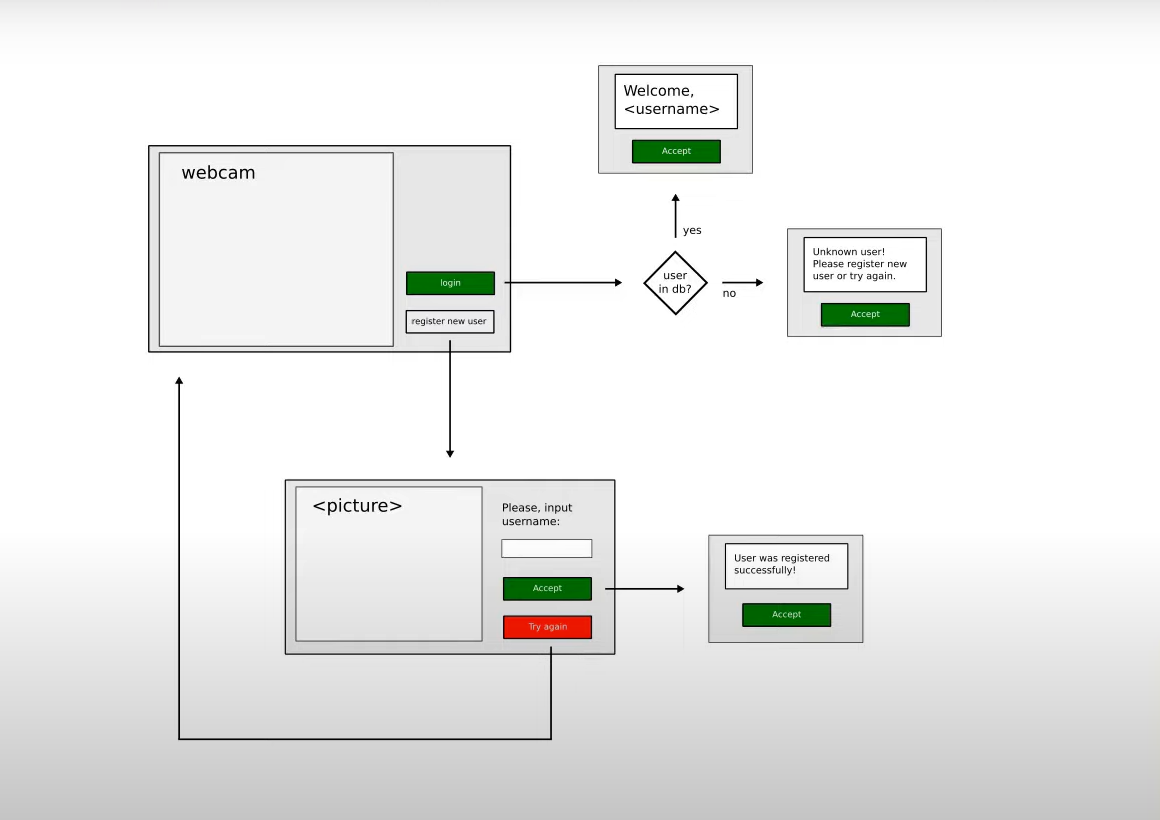 Welcome,
<username>
Accept
webcam
login
register new user
yes
user
in db?
no
Unknown user!
Please register new
user or try again.
Accept
<picture>
Please, input
username:
Accept
Try again
User was registered
successfully!
Accept